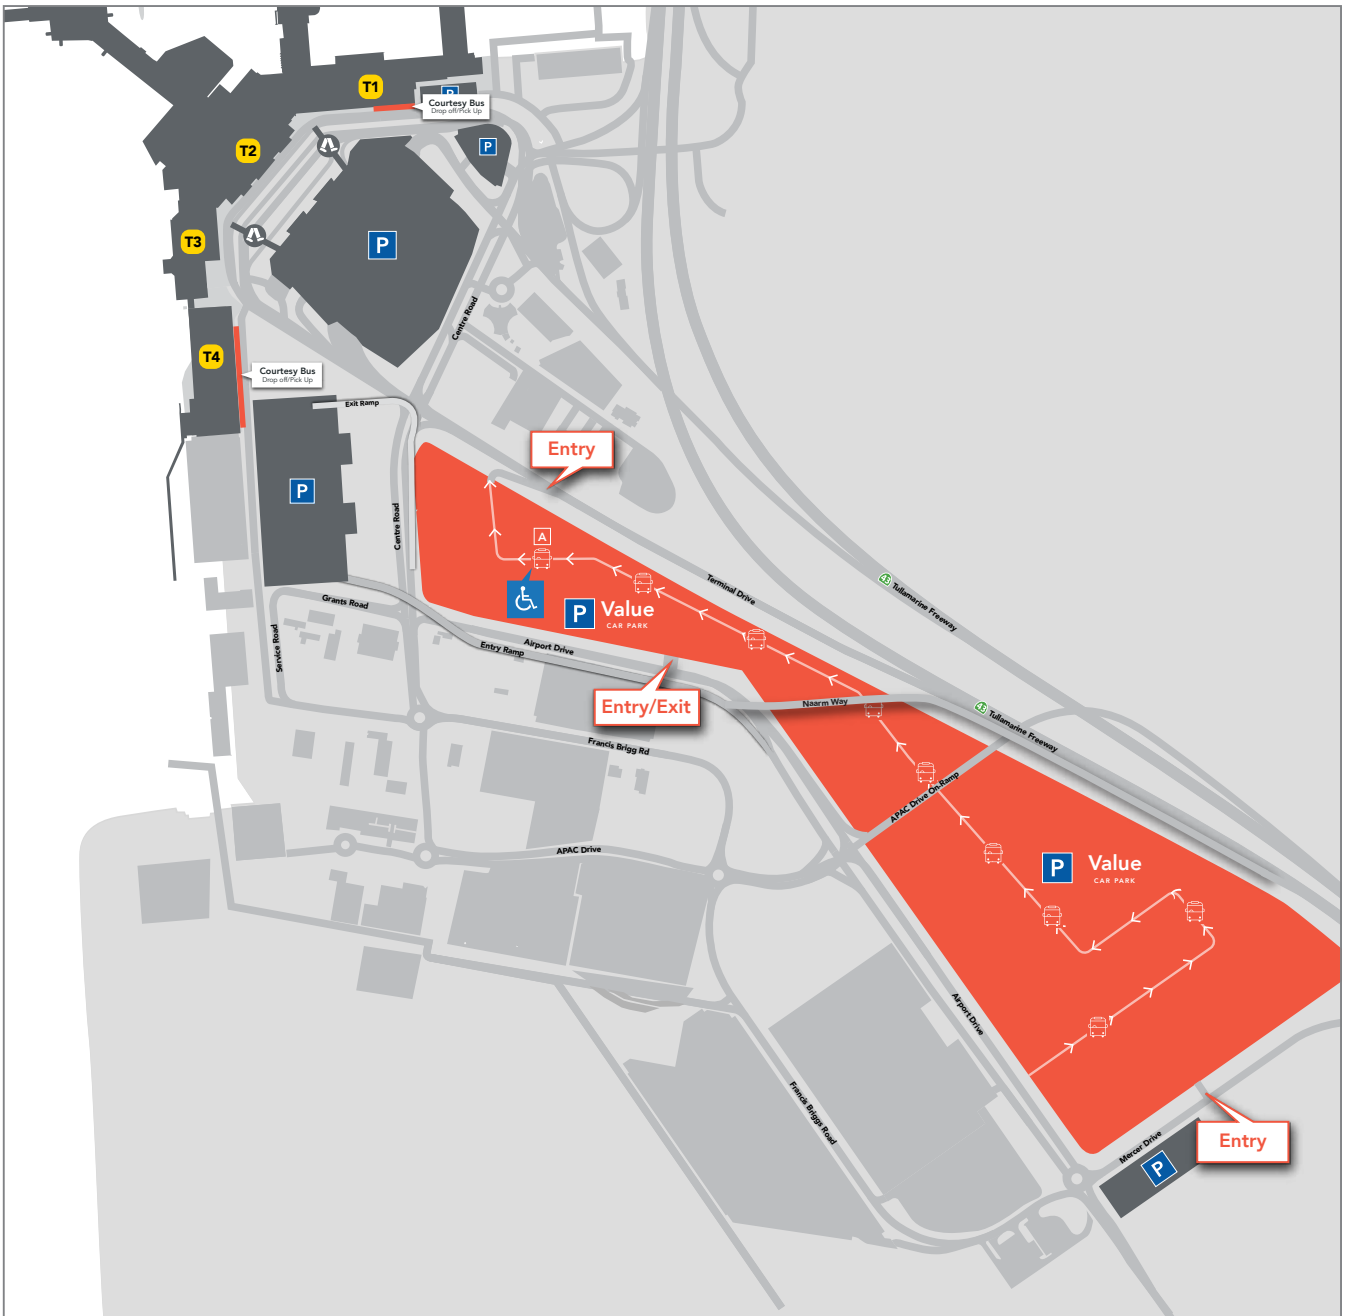 T1
P
Courtesy Bus
Drop off/Pick Up
T2
P
T3
P
Centre Road
T4
Courtesy Bus
Drop off/Pick Up
Exit Ramp
Entry
P
Centre Road
A
Terminal Drive
43 Tullamarine Freeway
P Value
CAR PARK
Grants Road
Service Road
Airport Drive
Entry Ramp
Entry/Exit
Naarm Way
43 Tullamarine Freeway
Francis Brigg Rd
APAC Drive On-Ramp
APAC Drive
P Value
CAR PARK
Airport Drive
Francis Briggs Road
Mercer Drive
Entry
P